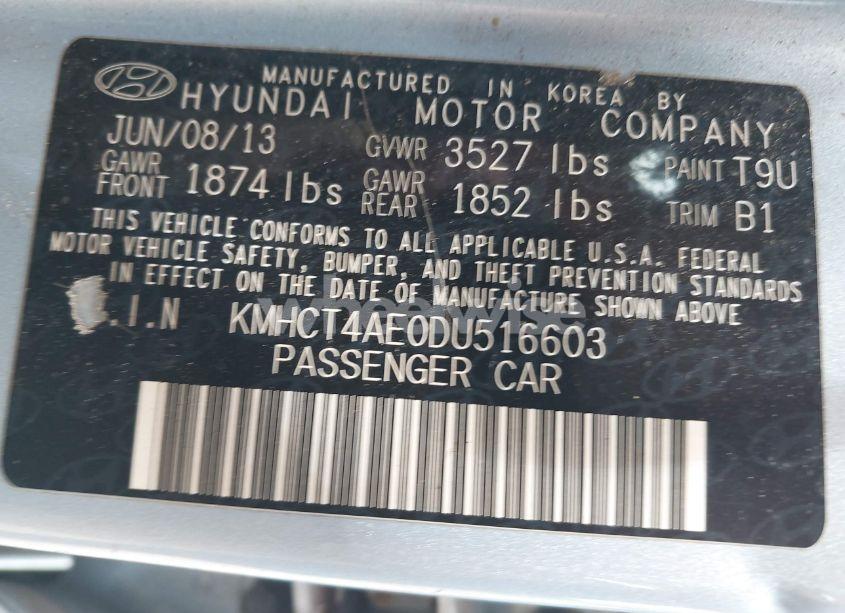 MANUFACTURED IN KOREA BY
HYUNDAI MOTOR COMPANY
JUN/08/13 GVWR 3527 lbs PAINT T9U
GAWR FRONT 1874 lbs GAWR REAR 1852 lbs TRIM B1
THIS VEHICLE CONFORMS TO ALL APPLICABLE U.S.A. FEDERAL
MOTOR VEHICLE SAFETY, BUMPER, AND THEFT PREVENTION STANDARDS
IN EFFECT ON THE DATE OF MANUFACTURE SHOWN ABOVE
.I.N KMHCT4AE0DU516603
PASSENGER CAR